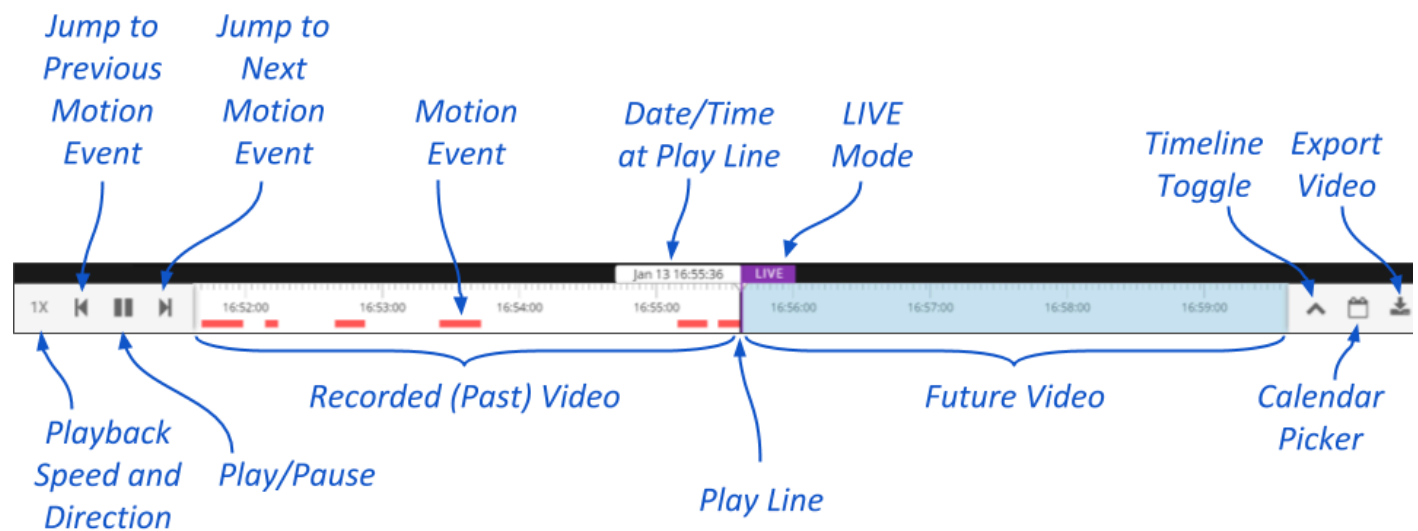 Jump to
Previous
Motion
Event
Jump to
Next
Motion
Event
Motion
Event
Date/Time
at Play Line
LIVE
Mode
Timeline
Toggle
Export
Video
Jan 13 16:55:36
LIVE
1X
16:52:00
16:53:00
16:54:00
16:55:00
16:56:00
16:57:00
16:58:00
16:59:00
Recorded (Past) Video
Future Video
Calendar
Picker
Playback
Speed and
Direction
Play/Pause
Play Line